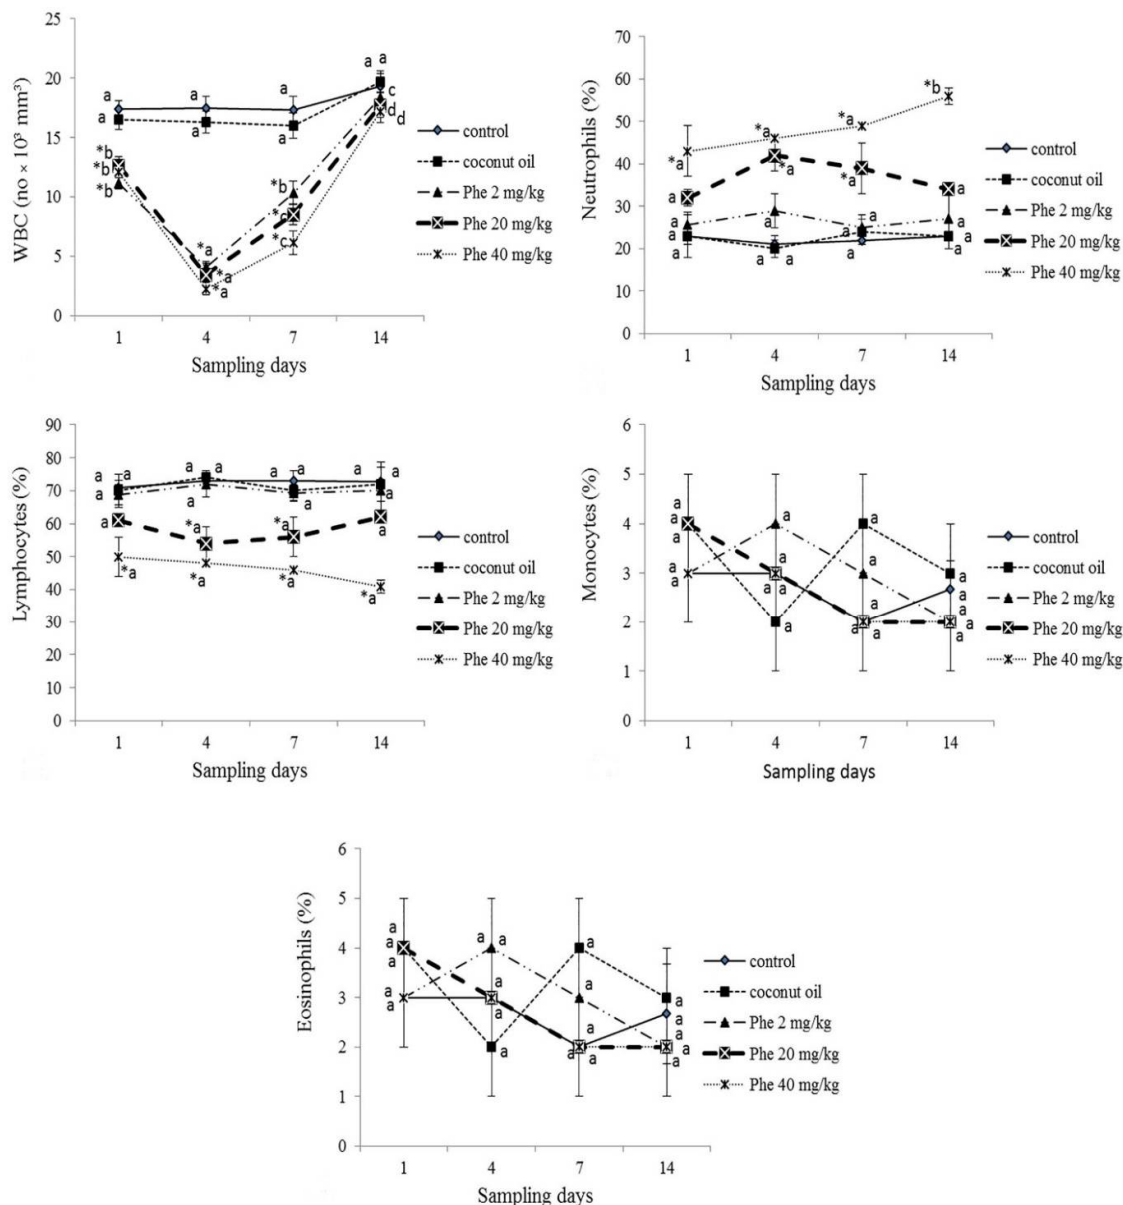 WBC (no × 10³ mm³)
25
20
15
10
5
0
a a a a a
a a a c
d
d
*b
*b
*b
*a
*a
*a
*b
*c
*c
control
coconut oil
Phe 2 mg/kg
Phe 20 mg/kg
Phe 40 mg/kg
1 4 7 14
Sampling days
Neutrophils (%)
70
60
50
40
30
20
10
0
*a *a *a *b
a *a *a a
a a a a
a a a a
a a a a
control
coconut oil
Phe 2 mg/kg
Phe 20 mg/kg
Phe 40 mg/kg
1 4 7 14
Sampling days
Lymphocytes (%)
90
80
70
60
50
40
30
20
10
0
a a a a a a a a
a a a a
a *a *a a
*a *a *a *a
control
coconut oil
Phe 2 mg/kg
Phe 20 mg/kg
Phe 40 mg/kg
1 4 7 14
Sampling days
Monocytes (%)
6
5
4
3
2
1
0
a a a
a
a
a a a a
a a a a
a a a a
a a a
control
coconut oil
Phe 2 mg/kg
Phe 20 mg/kg
Phe 40 mg/kg
1 4 7 14
Sampling days
Eosinophils (%)
6
5
4
3
2
1
0
a a a a
a
a
a a a a
a a a a
a a a a
a a a
control
coconut oil
Phe 2 mg/kg
Phe 20 mg/kg
Phe 40 mg/kg
1 4 7 14
Sampling days